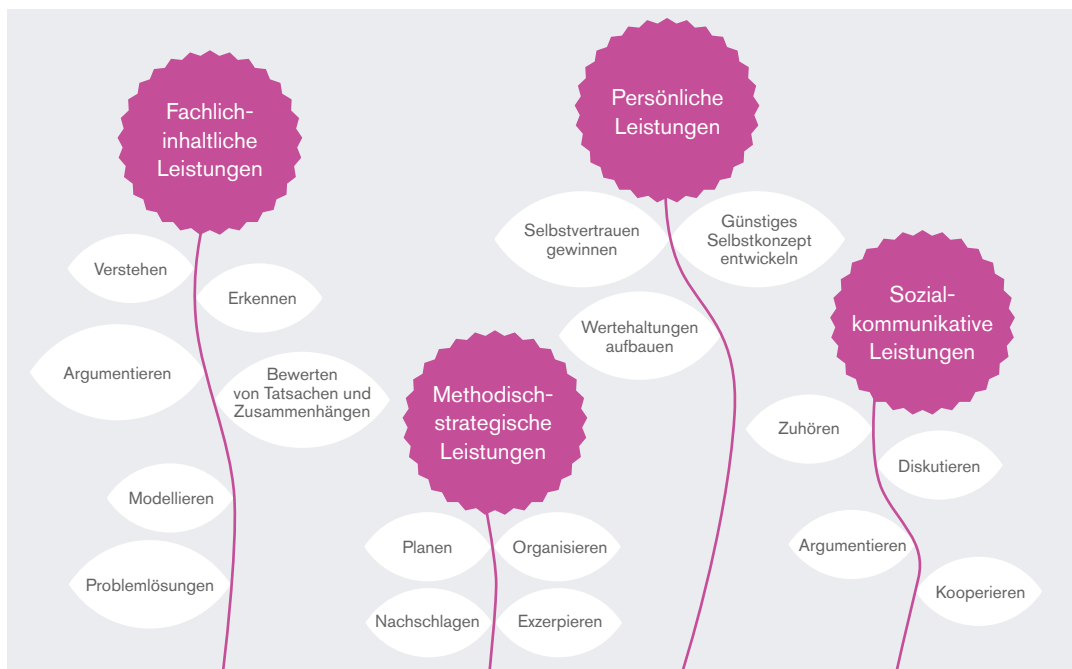 Fachlich-
inhaltliche
Leistungen
Verstehen
Erkennen
Argumentieren
Bewerten
von Tatsachen und
Zusammenhängen
Modellieren
Problemlösungen
Methodisch-
strategische
Leistungen
Planen
Organisieren
Nachschlagen
Exzerpieren
Persönliche
Leistungen
Selbstvertrauen
gewinnen
Günstiges
Selbstkonzept
entwickeln
Wertehaltungen
aufbauen
Sozial-
kommunikative
Leistungen
Zuhören
Diskutieren
Argumentieren
Kooperieren